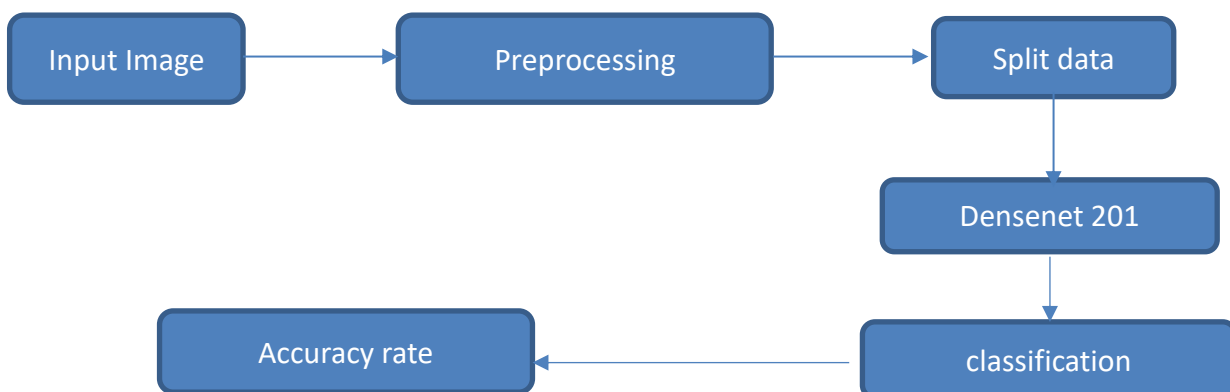 Input Image
Preprocessing
Split data
Densenet 201
classification
Accuracy rate